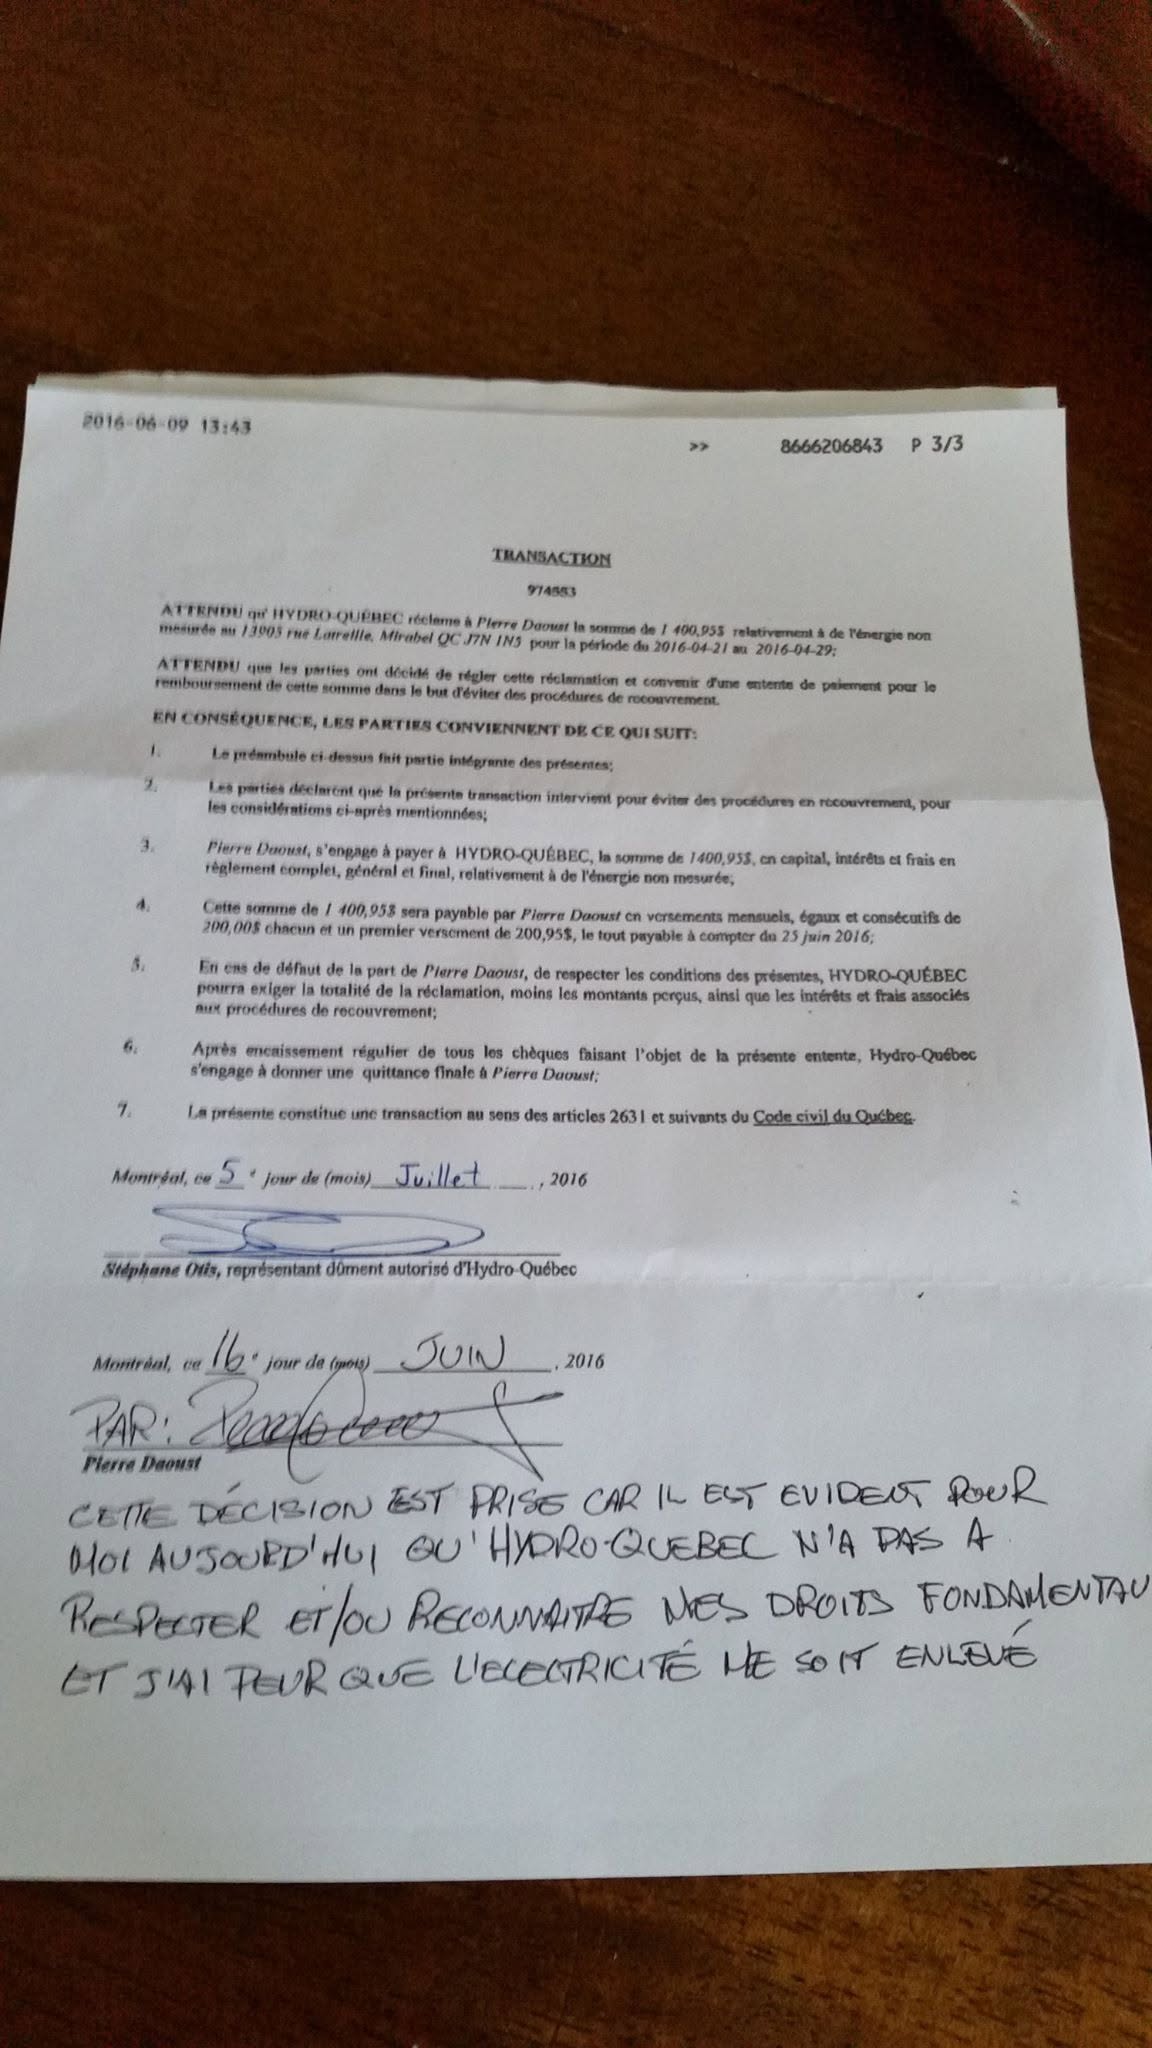 2016-06-09 13:43
>> 8666206843 P 3/3
TRANSACTION
974553
ATTENDU qu' HYDRO-QUÉBEC réclame à Pierre Daoust la somme de 1 400,95$ relativement à de l'énergie non
mesurée au 13905 rue Latreille, Mirabel QC J7N 1N5 pour la période du 2016-04-21 au 2016-04-29;
ATTENDU que les parties ont décidé de régler cette réclamation et convenir d'une entente de paiement pour le
remboursement de cette somme dans le but d'éviter des procédures de recouvrement.
EN CONSÉQUENCE, LES PARTIES CONVIENNENT DE CE QUI SUIT:
1. Le préambule ci-dessus fait partie intégrante des présentes;
2. Les parties déclarent que la présente transaction intervient pour éviter des procédures en recouvrement, pour
les considérations ci-après mentionnées;
3. Pierre Daoust, s'engage à payer à HYDRO-QUÉBEC, la somme de 1400,95$, en capital, intérêts et frais en
règlement complet, général et final, relativement à de l'énergie non mesurée;
4. Cette somme de 1 400,95$ sera payable par Pierre Daoust en versements mensuels, égaux et consécutifs de
200,00$ chacun et un premier versement de 200,95$, le tout payable à compter du 25 juin 2016;
5. En cas de défaut de la part de Pierre Daoust, de respecter les conditions des présentes, HYDRO-QUÉBEC
pourra exiger la totalité de la réclamation, moins les montants perçus, ainsi que les intérêts et frais associés
aux procédures de recouvrement;
6. Après encaissement régulier de tous les chèques faisant l'objet de la présente entente, Hydro-Québec
s'engage à donner une quittance finale à Pierre Daoust;
7. La présente constitue une transaction au sens des articles 2631 et suivants du Code civil du Québec.
Montréal, ce 5 e jour de (mois) Juillet , 2016
Stéphane Otis, représentant dûment autorisé d'Hydro-Québec
Montréal, ce 16 e jour de (mois) JUIN , 2016
PAR:
Pierre Daoust
CETTE DÉCISION EST PRISE CAR IL EST EVIDENT POUR
MOI AUJOURD'HUI QU'HYDRO-QUEBEC N'A PAS A
RESPECTER ET/OU RECONNAITRE MES DROITS FONDAMENTAU
ET J'AI PEUR QUE L'ELECTRICITÉ ME SOIT ENLEVÉ